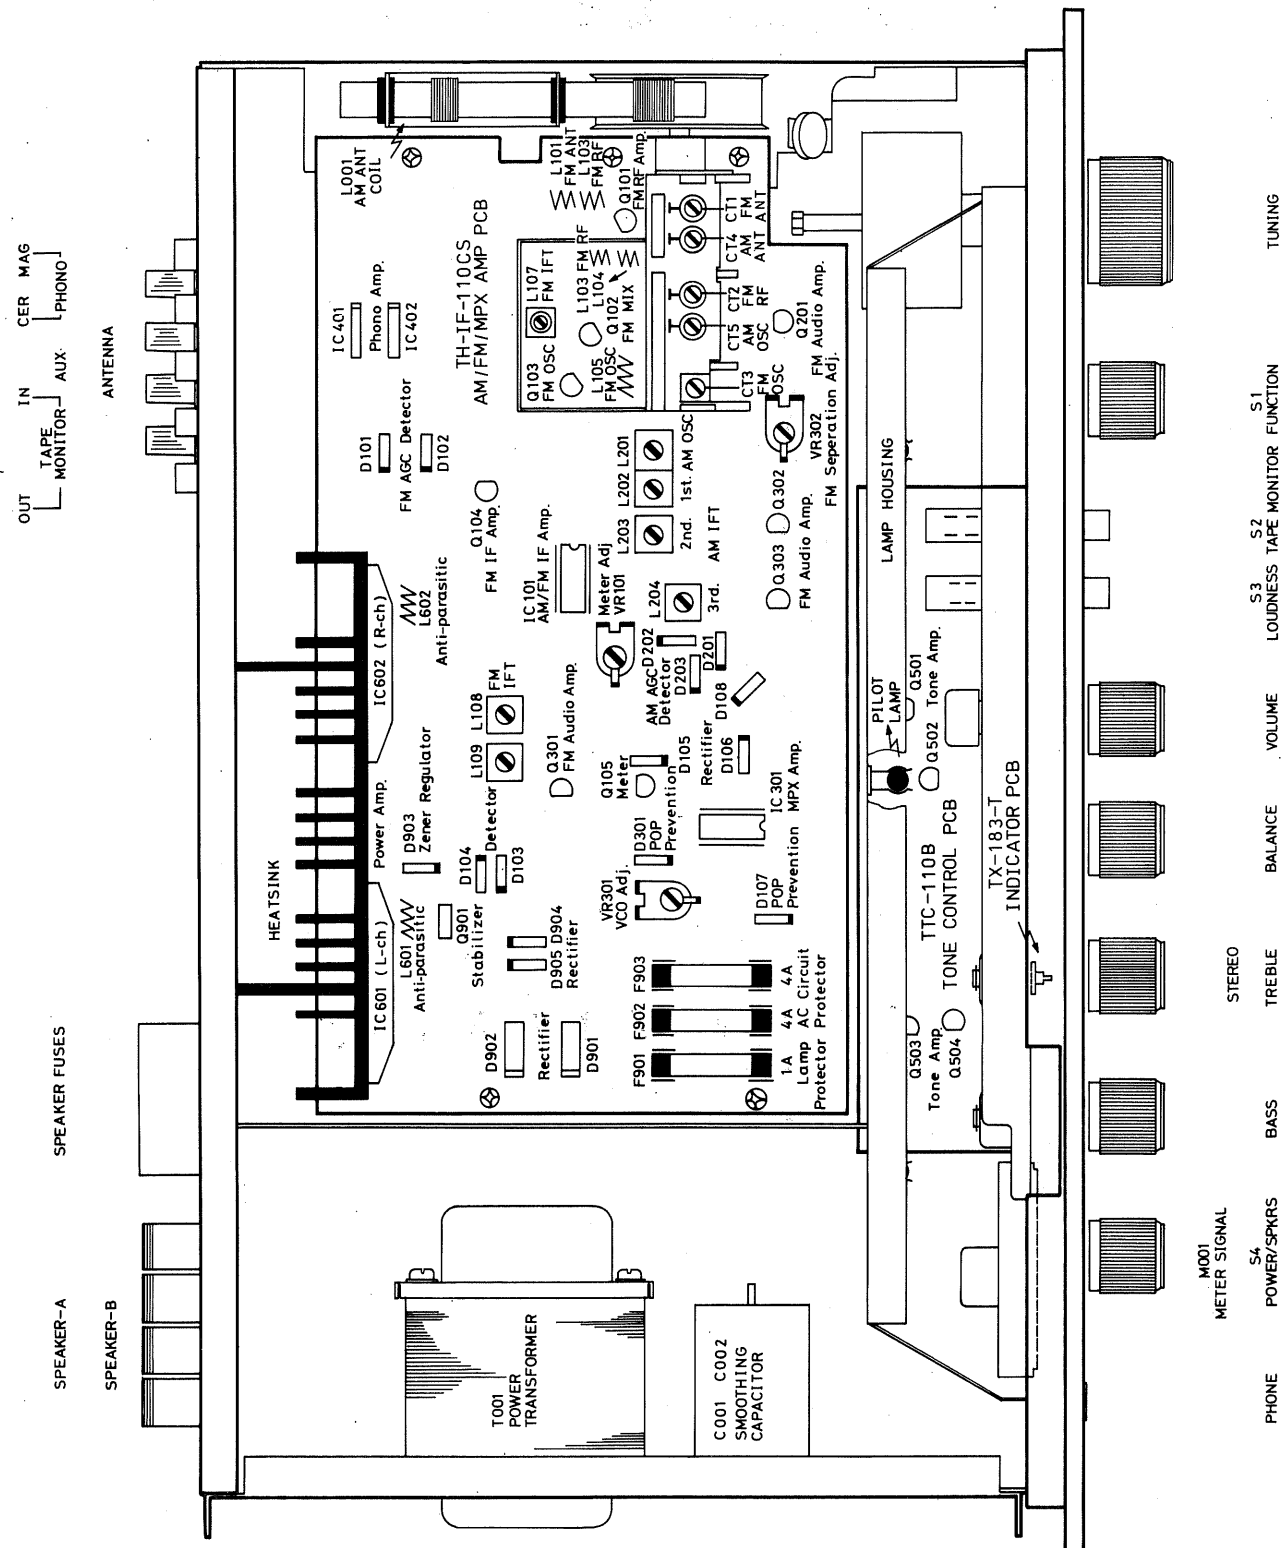 OUT
IN
CER MAG
TAPE
MONITOR
AUX
PHONO
ANTENNA
SPEAKER FUSES
SPEAKER-A
SPEAKER-B
HEATSINK
L001
AM ANT
COIL
IC401
Phono Amp.
IC402
TH-IF-110CS
AM/FM/MPX AMP PCB
L101
FM ANT
L103
FM RF
Q101
FM RF Amp.
L107
FM IFT
L103 FM RF
L104
Q102
FM MIX
Q103
FM OSC
L105
FM OSC
CT1
FM
ANT
CT4
AM
ANT
CT2
FM
RF
CT5
AM
OSC
CT3
FM
OSC
Q201
FM Audio Amp.
VR302
FM Seperation Adj.
D101
FM AGC Detector
D102
Q104
FM IF Amp.
IC101
AM/FM IF Amp.
L203 L202 L201
2nd. 1st. AM OSC
AM IFT
L204
3rd.
Q302
Q303
FM Audio Amp.
Meter Adj
VR101
IC602 (R-ch)
L602
Anti-parasitic
Power Amp.
IC601 (L-ch)
L601
Anti-parasitic
L108
FM
IFT
L109
D903
Zener Regulator
Q301
FM Audio Amp.
D202
AM AGC
Detector
D203
D201
D108
Q105
Meter
D105
Rectifier
D106
IC301
MPX Amp.
D104
Detector
D103
D301
POP
Prevention
VR301
VCO Adj.
D107
POP
Prevention
Q901
Stabilizer
D905 D904
Rectifier
D902
Rectifier
D901
F901 F902 F903
1A 4A 4A
Lamp AC Circuit
Protector Protector
LAMP HOUSING
PILOT
LAMP
Q501
Tone Amp.
Q502
TTC-110B
TONE CONTROL PCB
TX-183-T
INDICATOR PCB
Q503
Tone Amp.
Q504
T001
POWER
TRANSFORMER
C001 C002
SMOOTHING
CAPACITOR
TUNING
S1
FUNCTION
S2
TAPE MONITOR
S3
LOUDNESS
VOLUME
BALANCE
STEREO
TREBLE
BASS
M001
METER SIGNAL
S4
POWER/SPKRS
PHONE